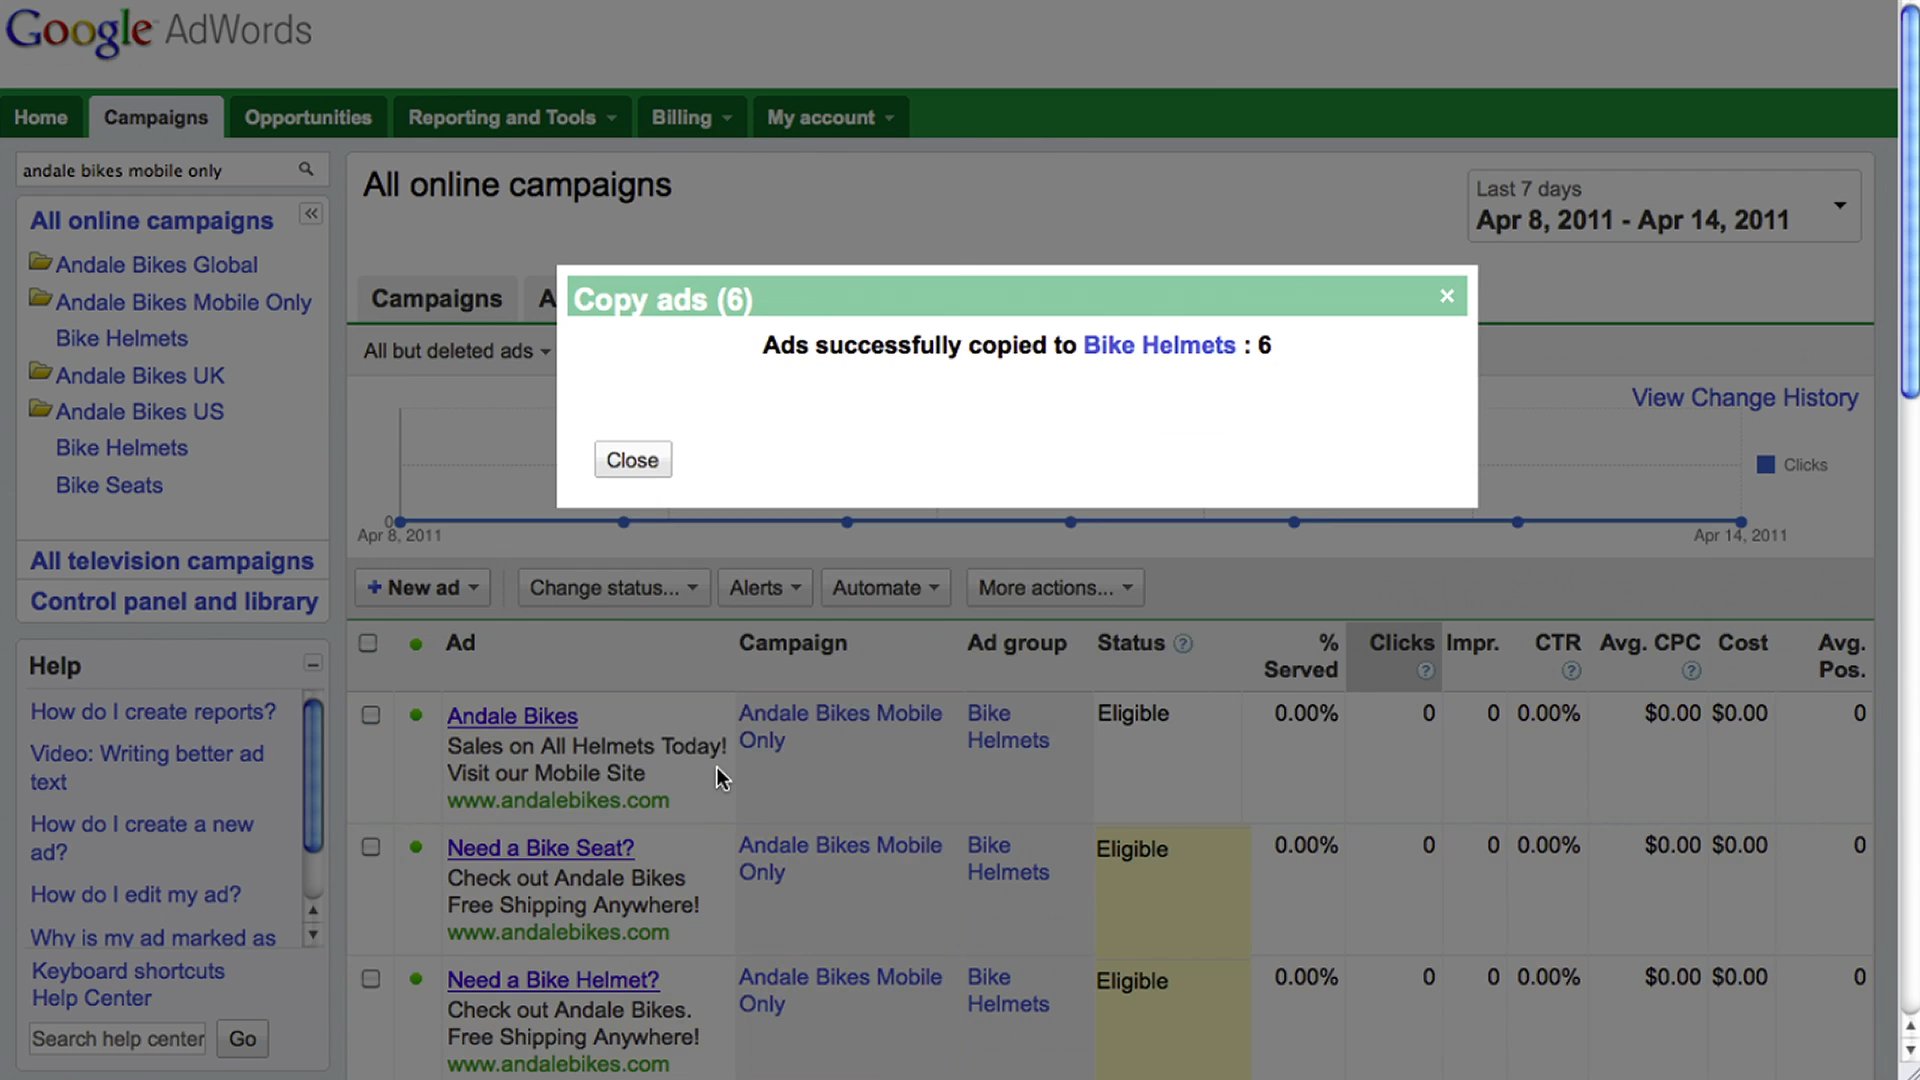 Google AdWords
Home
Campaigns
Opportunities
Reporting and Tools
Billing
My account
andale bikes mobile only
All online campaigns
Andale Bikes Global
Andale Bikes Mobile Only
Bike Helmets
Andale Bikes UK
Andale Bikes US
Bike Helmets
Bike Seats
All television campaigns
Control panel and library
Help
How do I create reports?
Video: Writing better ad
text
How do I create a new
ad?
How do I edit my ad?
Why is my ad marked as
Keyboard shortcuts
Help Center
Search help center
Go
All online campaigns
Last 7 days
Apr 8, 2011 - Apr 14, 2011
Campaigns
A
All but deleted ads
Copy ads (6)
×
Ads successfully copied to Bike Helmets : 6
Close
View Change History
Clicks
0
Apr 8, 2011
Apr 14, 2011
+ New ad
Change status...
Alerts
Automate
More actions...
Ad
Campaign
Ad group
Status ?
%
Served
Clicks
?
Impr.
CTR
?
Avg. CPC
?
Cost
Avg.
Pos.
Andale Bikes
Sales on All Helmets Today!
Visit our Mobile Site
www.andalebikes.com
Andale Bikes Mobile
Only
Bike
Helmets
Eligible
0.00%
0
0
0.00%
$0.00
$0.00
0
Need a Bike Seat?
Check out Andale Bikes
Free Shipping Anywhere!
www.andalebikes.com
Andale Bikes Mobile
Only
Bike
Helmets
Eligible
0.00%
0
0
0.00%
$0.00
$0.00
0
Need a Bike Helmet?
Check out Andale Bikes.
Free Shipping Anywhere!
www.andalebikes.com
Andale Bikes Mobile
Only
Bike
Helmets
Eligible
0.00%
0
0
0.00%
$0.00
$0.00
0